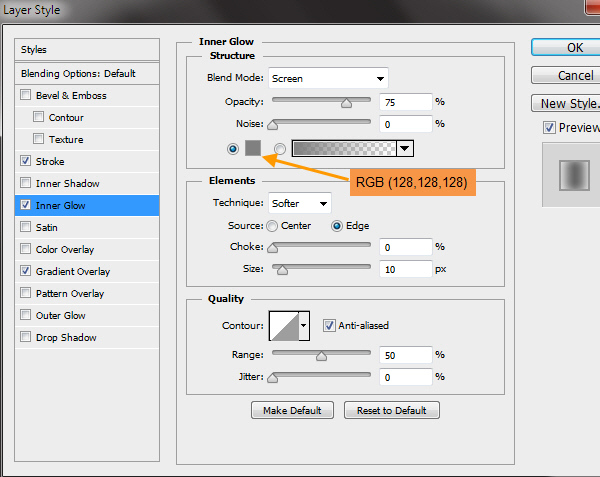 Layer Style
Styles
Blending Options: Default
Bevel & Emboss
Contour
Texture
Stroke
Inner Shadow
Inner Glow
Satin
Color Overlay
Gradient Overlay
Pattern Overlay
Outer Glow
Drop Shadow
Inner Glow
Structure
Blend Mode: Screen
Opacity: 75 %
Noise: 0 %
RGB (128,128,128)
Elements
Technique: Softer
Source: Center Edge
Choke: 0 %
Size: 10 px
Quality
Contour: Anti-aliased
Range: 50 %
Jitter: 0 %
Make Default Reset to Default
OK
Cancel
New Style...
Preview